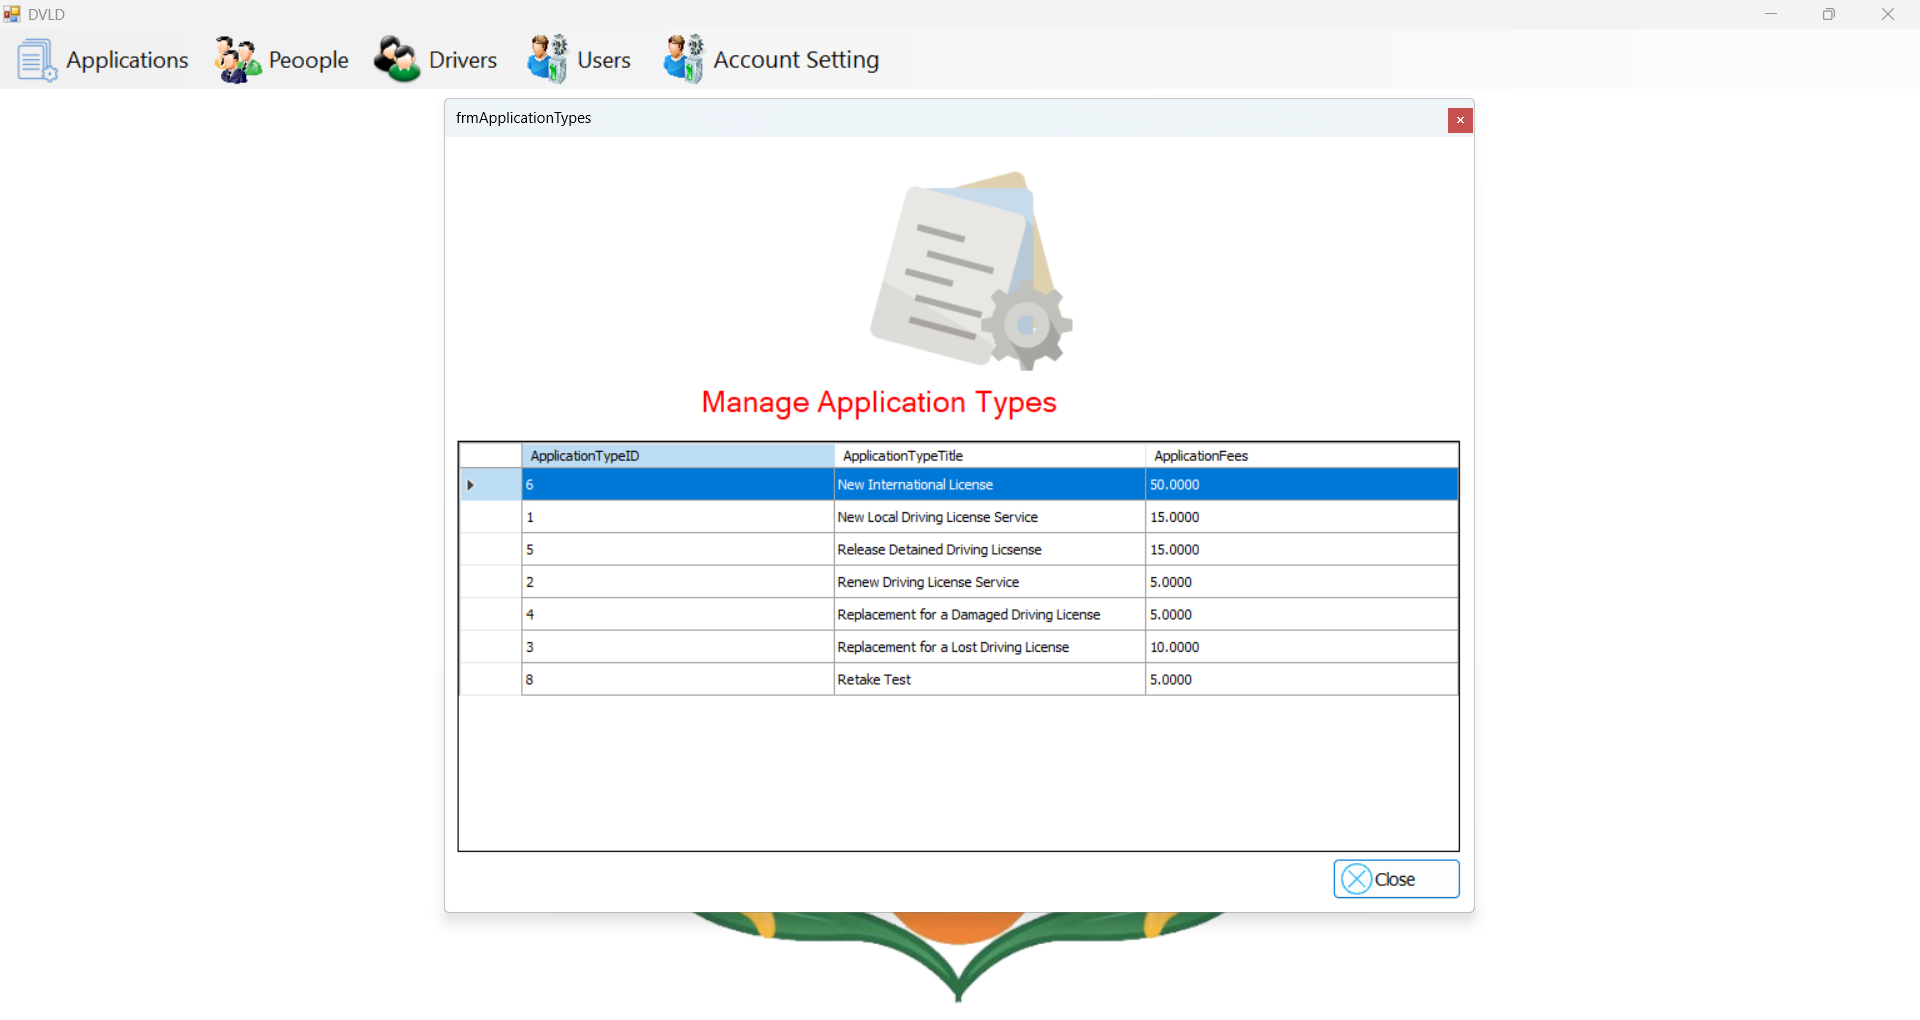 DVLD
Applications Peoople Drivers Users Account Setting
frmApplicationTypes
Manage Application Types
ApplicationTypeID ApplicationTypeTitle ApplicationFees
6 New International License 50.0000
1 New Local Driving License Service 15.0000
5 Release Detained Driving Licsense 15.0000
2 Renew Driving License Service 5.0000
4 Replacement for a Damaged Driving License 5.0000
3 Replacement for a Lost Driving License 10.0000
8 Retake Test 5.0000
Close